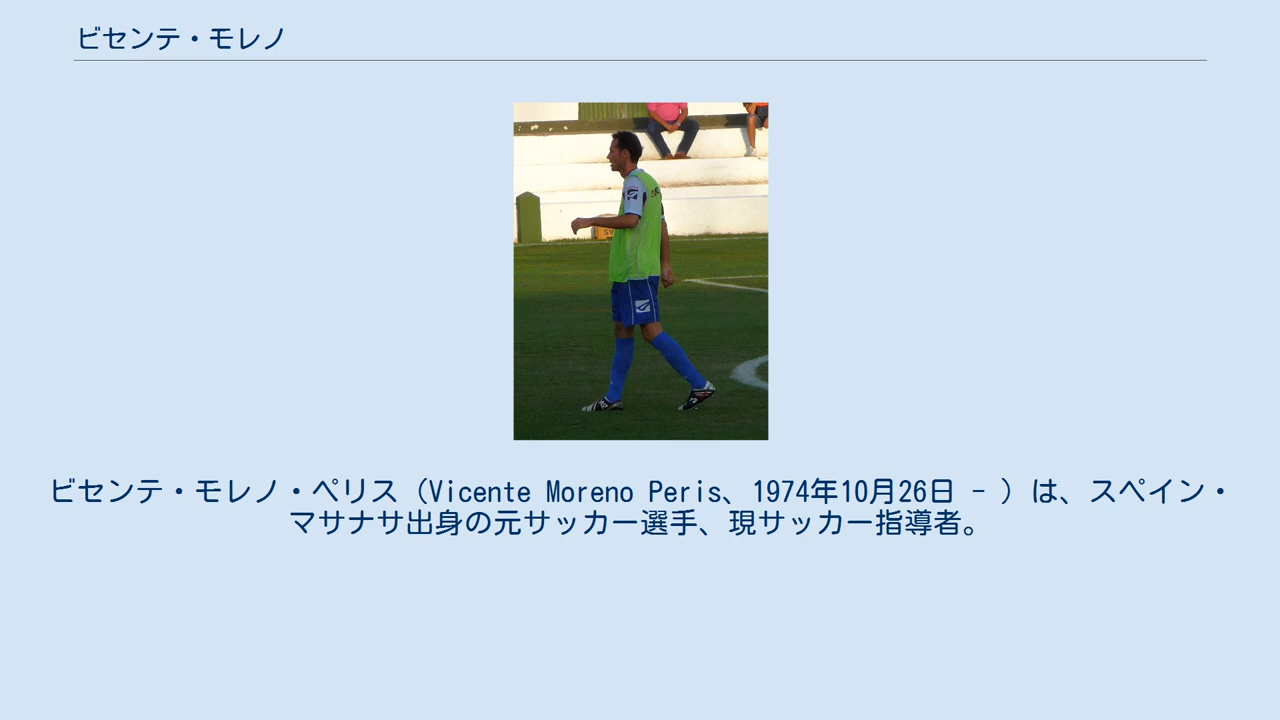 ビセンテ・モレノ
ビセンテ・モレノ・ペリス（Vicente Moreno Peris、1974年10月26日 - ）は、スペイン・
マサナサ出身の元サッカー選手、現サッカー指導者。